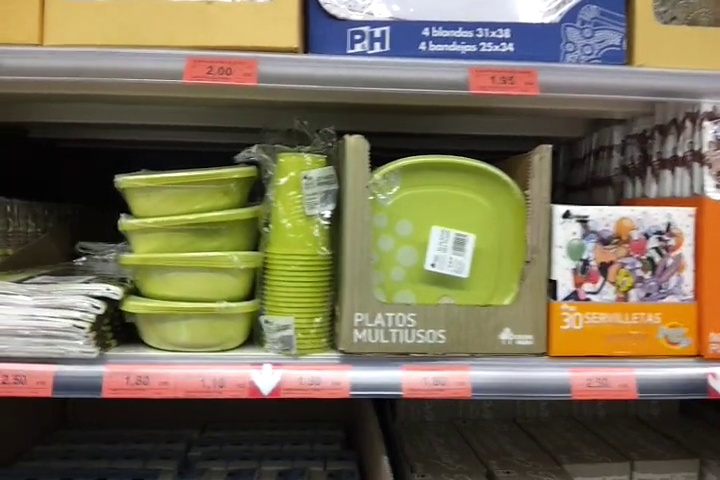 PH
4 blondas 31x38
4 bandejas 25x34
2,00
1,95
PLATOS
MULTIUSOS
30 SERVILLETAS
2,50
1,80
1,10
1,30
1,80
2,50